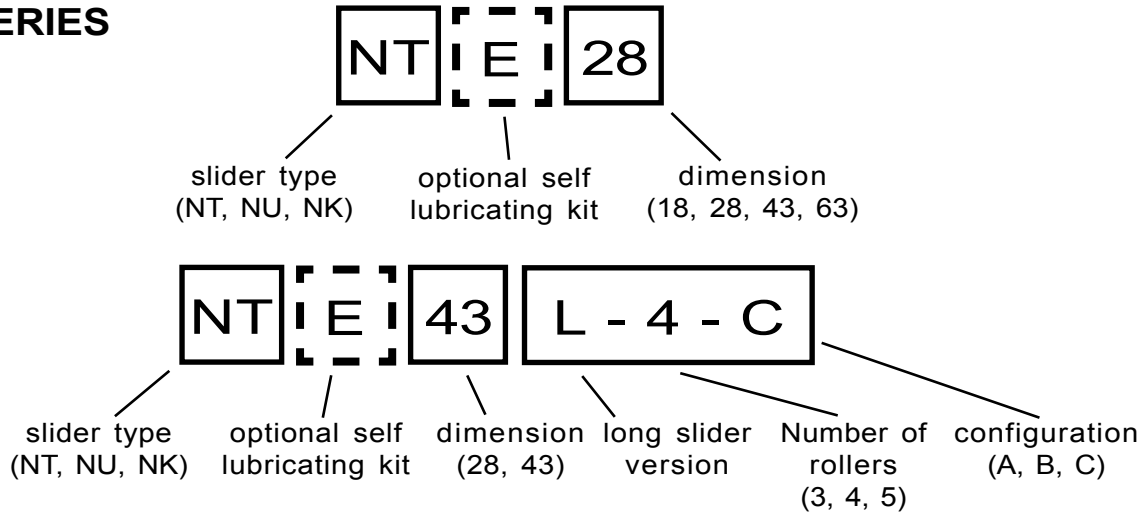 ERIES
NT E 28
slider type optional self dimension
(NT, NU, NK) lubricating kit (18, 28, 43, 63)
NT E 43 L - 4 - C
slider type optional self dimension long slider Number of configuration
(NT, NU, NK) lubricating kit (28, 43) version rollers (A, B, C)
(3, 4, 5)